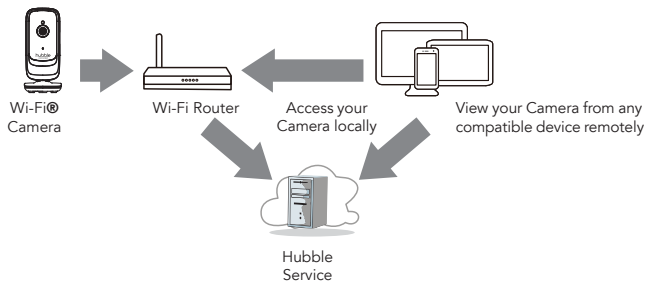 hubble
Wi-Fi®
Camera
Wi-Fi Router
Access your
Camera locally
View your Camera from any
compatible device remotely
Hubble
Service